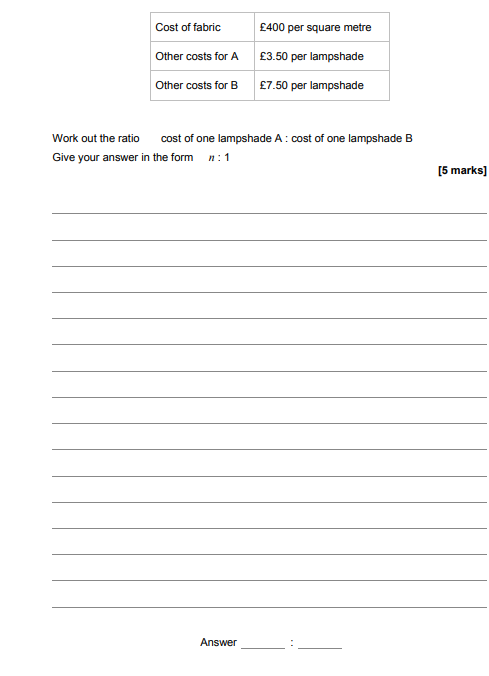 Cost of fabric £400 per square metre
Other costs for A £3.50 per lampshade
Other costs for B £7.50 per lampshade
Work out the ratio cost of one lampshade A : cost of one lampshade B
Give your answer in the form n : 1
[5 marks]
Answer ________ : ________